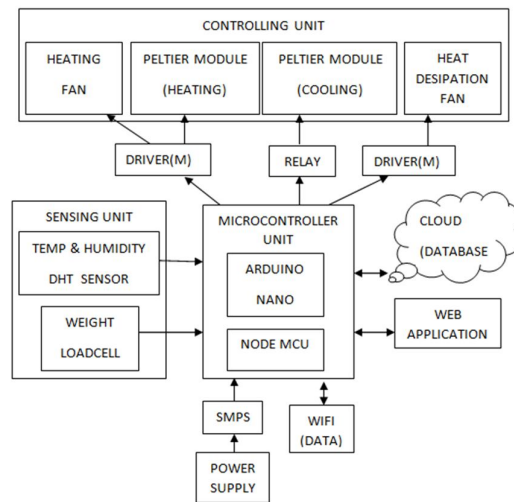 CONTROLLING UNIT
HEATING
FAN
PELTIER MODULE
(HEATING)
PELTIER MODULE
(COOLING)
HEAT
DESIPATION
FAN
DRIVER(M)
RELAY
DRIVER(M)
SENSING UNIT
TEMP & HUMIDITY
DHT SENSOR
WEIGHT
LOADCELL
MICROCONTROLLER
UNIT
ARDUINO
NANO
NODE MCU
CLOUD
(DATABASE
WEB
APPLICATION
SMPS
WIFI
(DATA)
POWER
SUPPLY